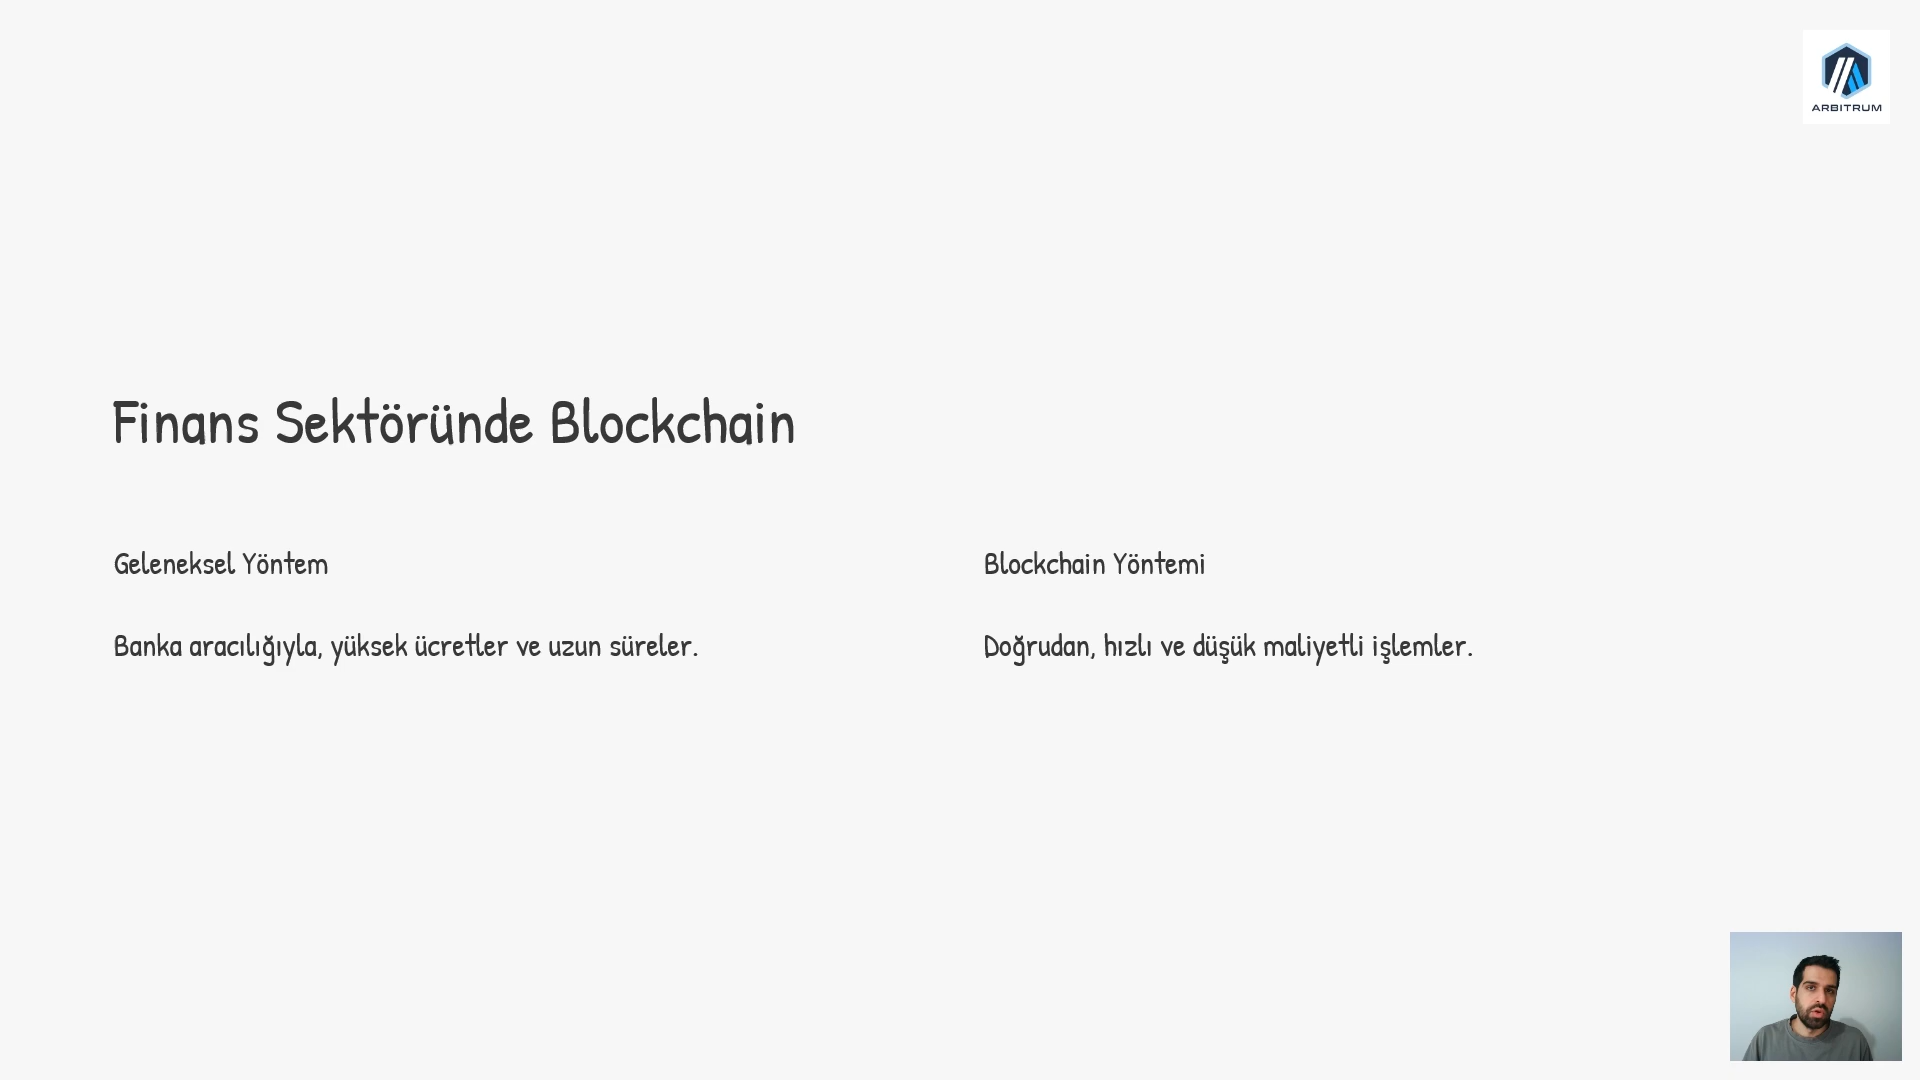 ARBITRUM
Finans Sektöründe Blockchain
Geleneksel Yöntem
Banka aracılığıyla, yüksek ücretler ve uzun süreler.
Blockchain Yöntemi
Doğrudan, hızlı ve düşük maliyetli işlemler.